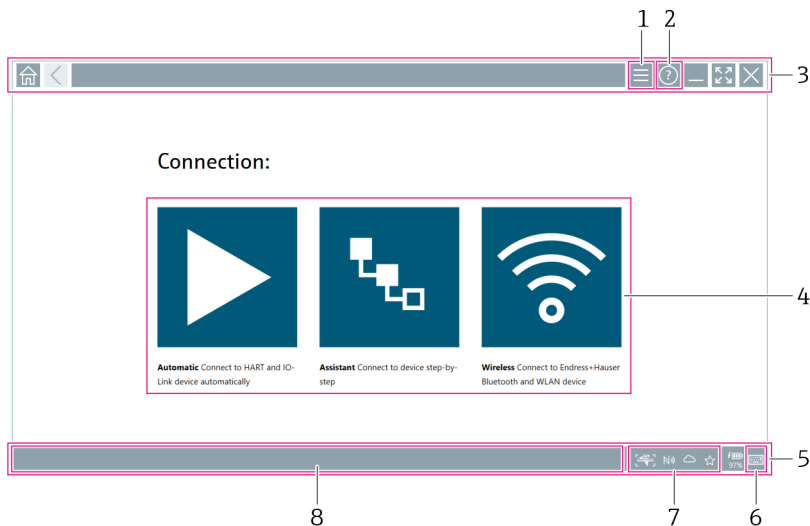 1 2
?
3
Connection:
4
Automatic Connect to HART and IO-
Link device automatically
Assistant Connect to device step-by-
step
Wireless Connect to Endress+Hauser
Bluetooth and WLAN device
97%
5
8 7 6